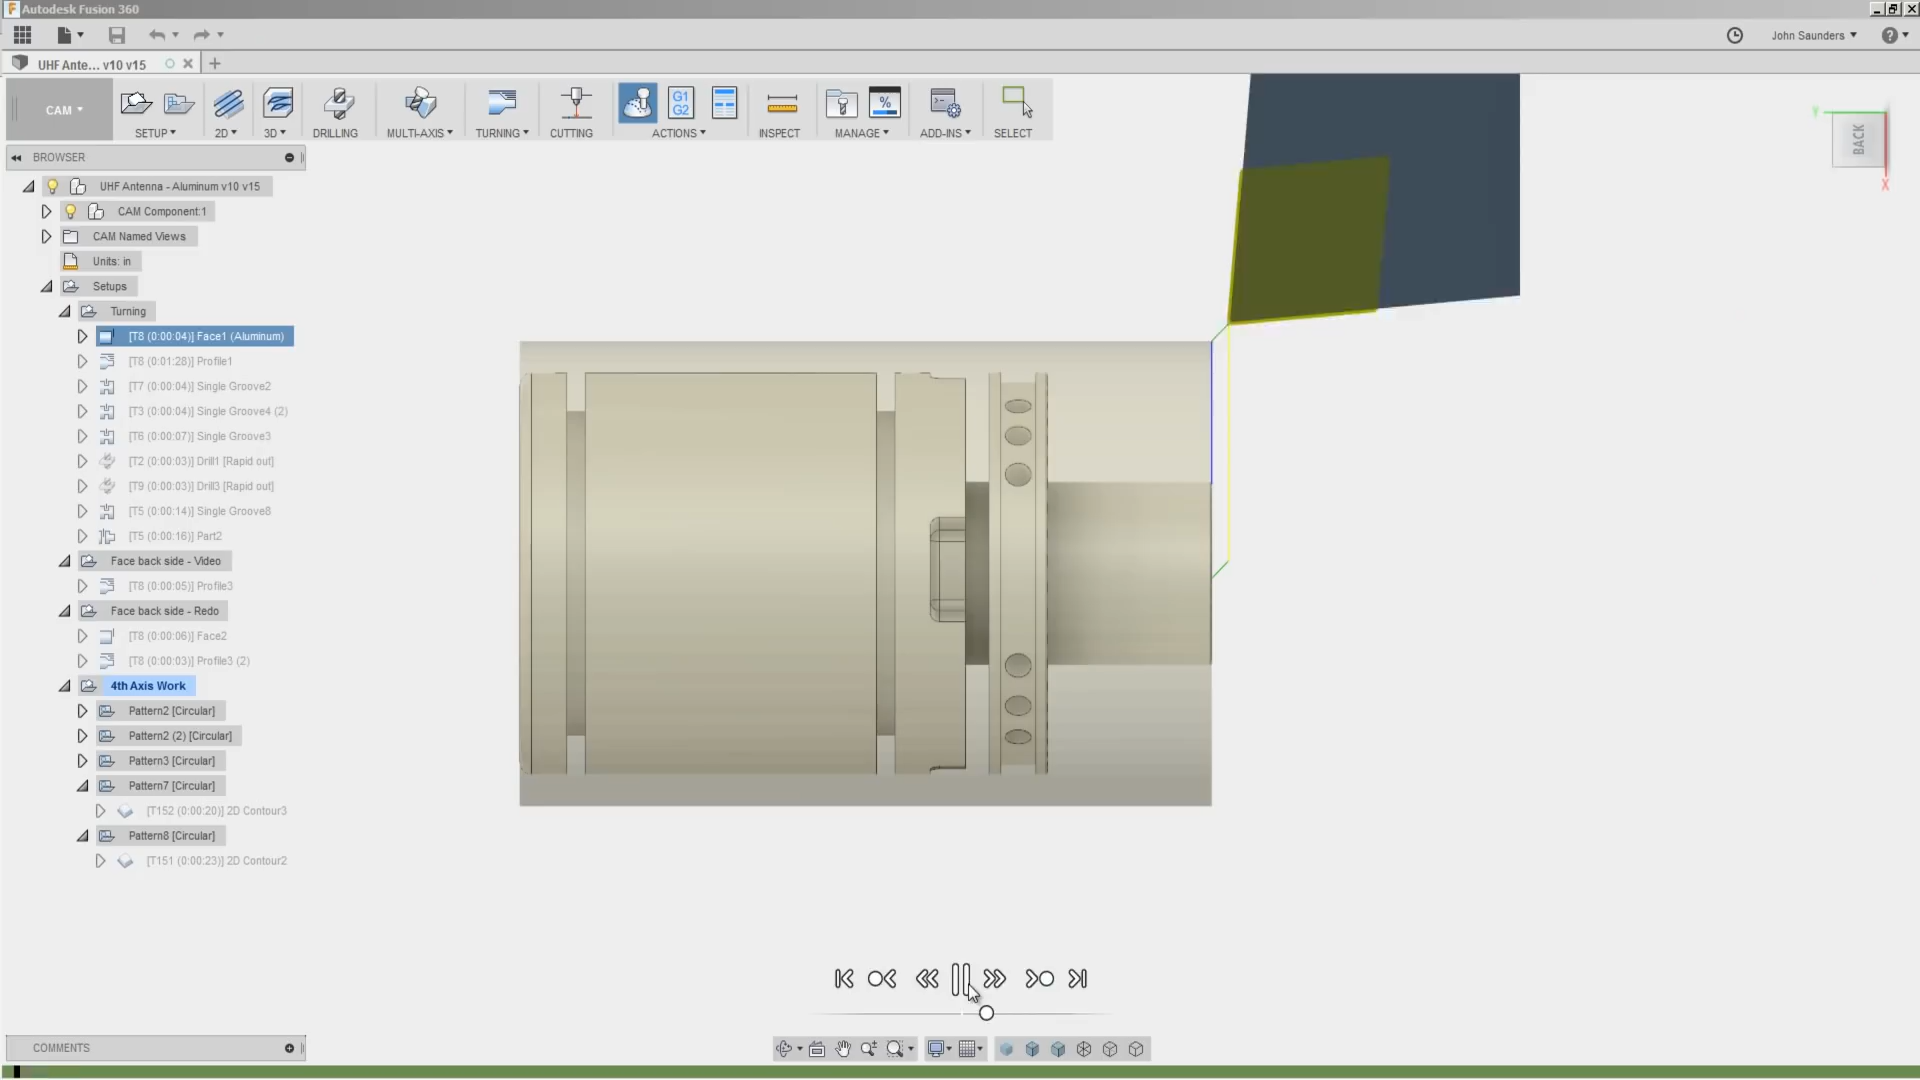 Autodesk Fusion 360
John Saunders
UHF Ante... v10 v15
CAM
SETUP
2D
3D
DRILLING
MULTI-AXIS
TURNING
CUTTING
G1
G2
ACTIONS
INSPECT
%
MANAGE
ADD-INS
SELECT
Y
BACK
X
BROWSER
UHF Antenna - Aluminum v10 v15
CAM Component:1
CAM Named Views
Units: in
Setups
Turning
[T8 (0:00:04)] Face1 (Aluminum)
[T8 (0:01:28)] Profile1
[T7 (0:00:04)] Single Groove2
[T3 (0:00:04)] Single Groove4 (2)
[T6 (0:00:07)] Single Groove3
[T2 (0:00:03)] Drill1 [Rapid out]
[T9 (0:00:03)] Drill3 [Rapid out]
[T5 (0:00:14)] Single Groove8
[T5 (0:00:16)] Part2
Face back side - Video
[T8 (0:00:05)] Profile3
Face back side - Redo
[T8 (0:00:06)] Face2
[T8 (0:00:03)] Profile3 (2)
4th Axis Work
Pattern2 [Circular]
Pattern2 (2) [Circular]
Pattern3 [Circular]
Pattern7 [Circular]
[T152 (0:00:20)] 2D Contour3
Pattern8 [Circular]
[T151 (0:00:23)] 2D Contour2
COMMENTS